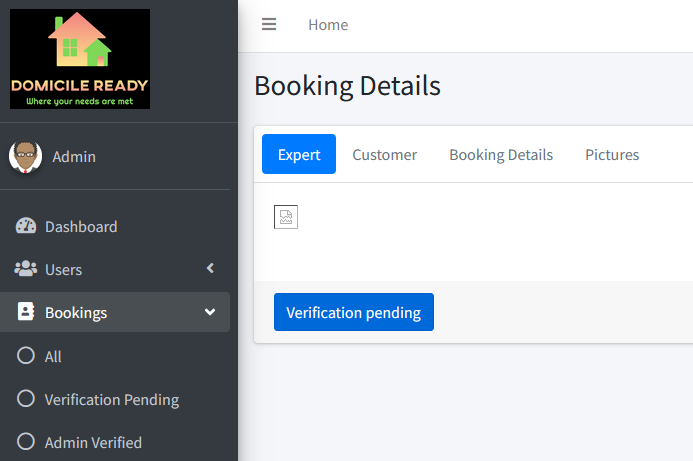 DOMICILE READY
Where your needs are met
Home
Booking Details
Admin
Expert Customer Booking Details Pictures
Dashboard
Users
Bookings
Verification pending
All
Verification Pending
Admin Verified